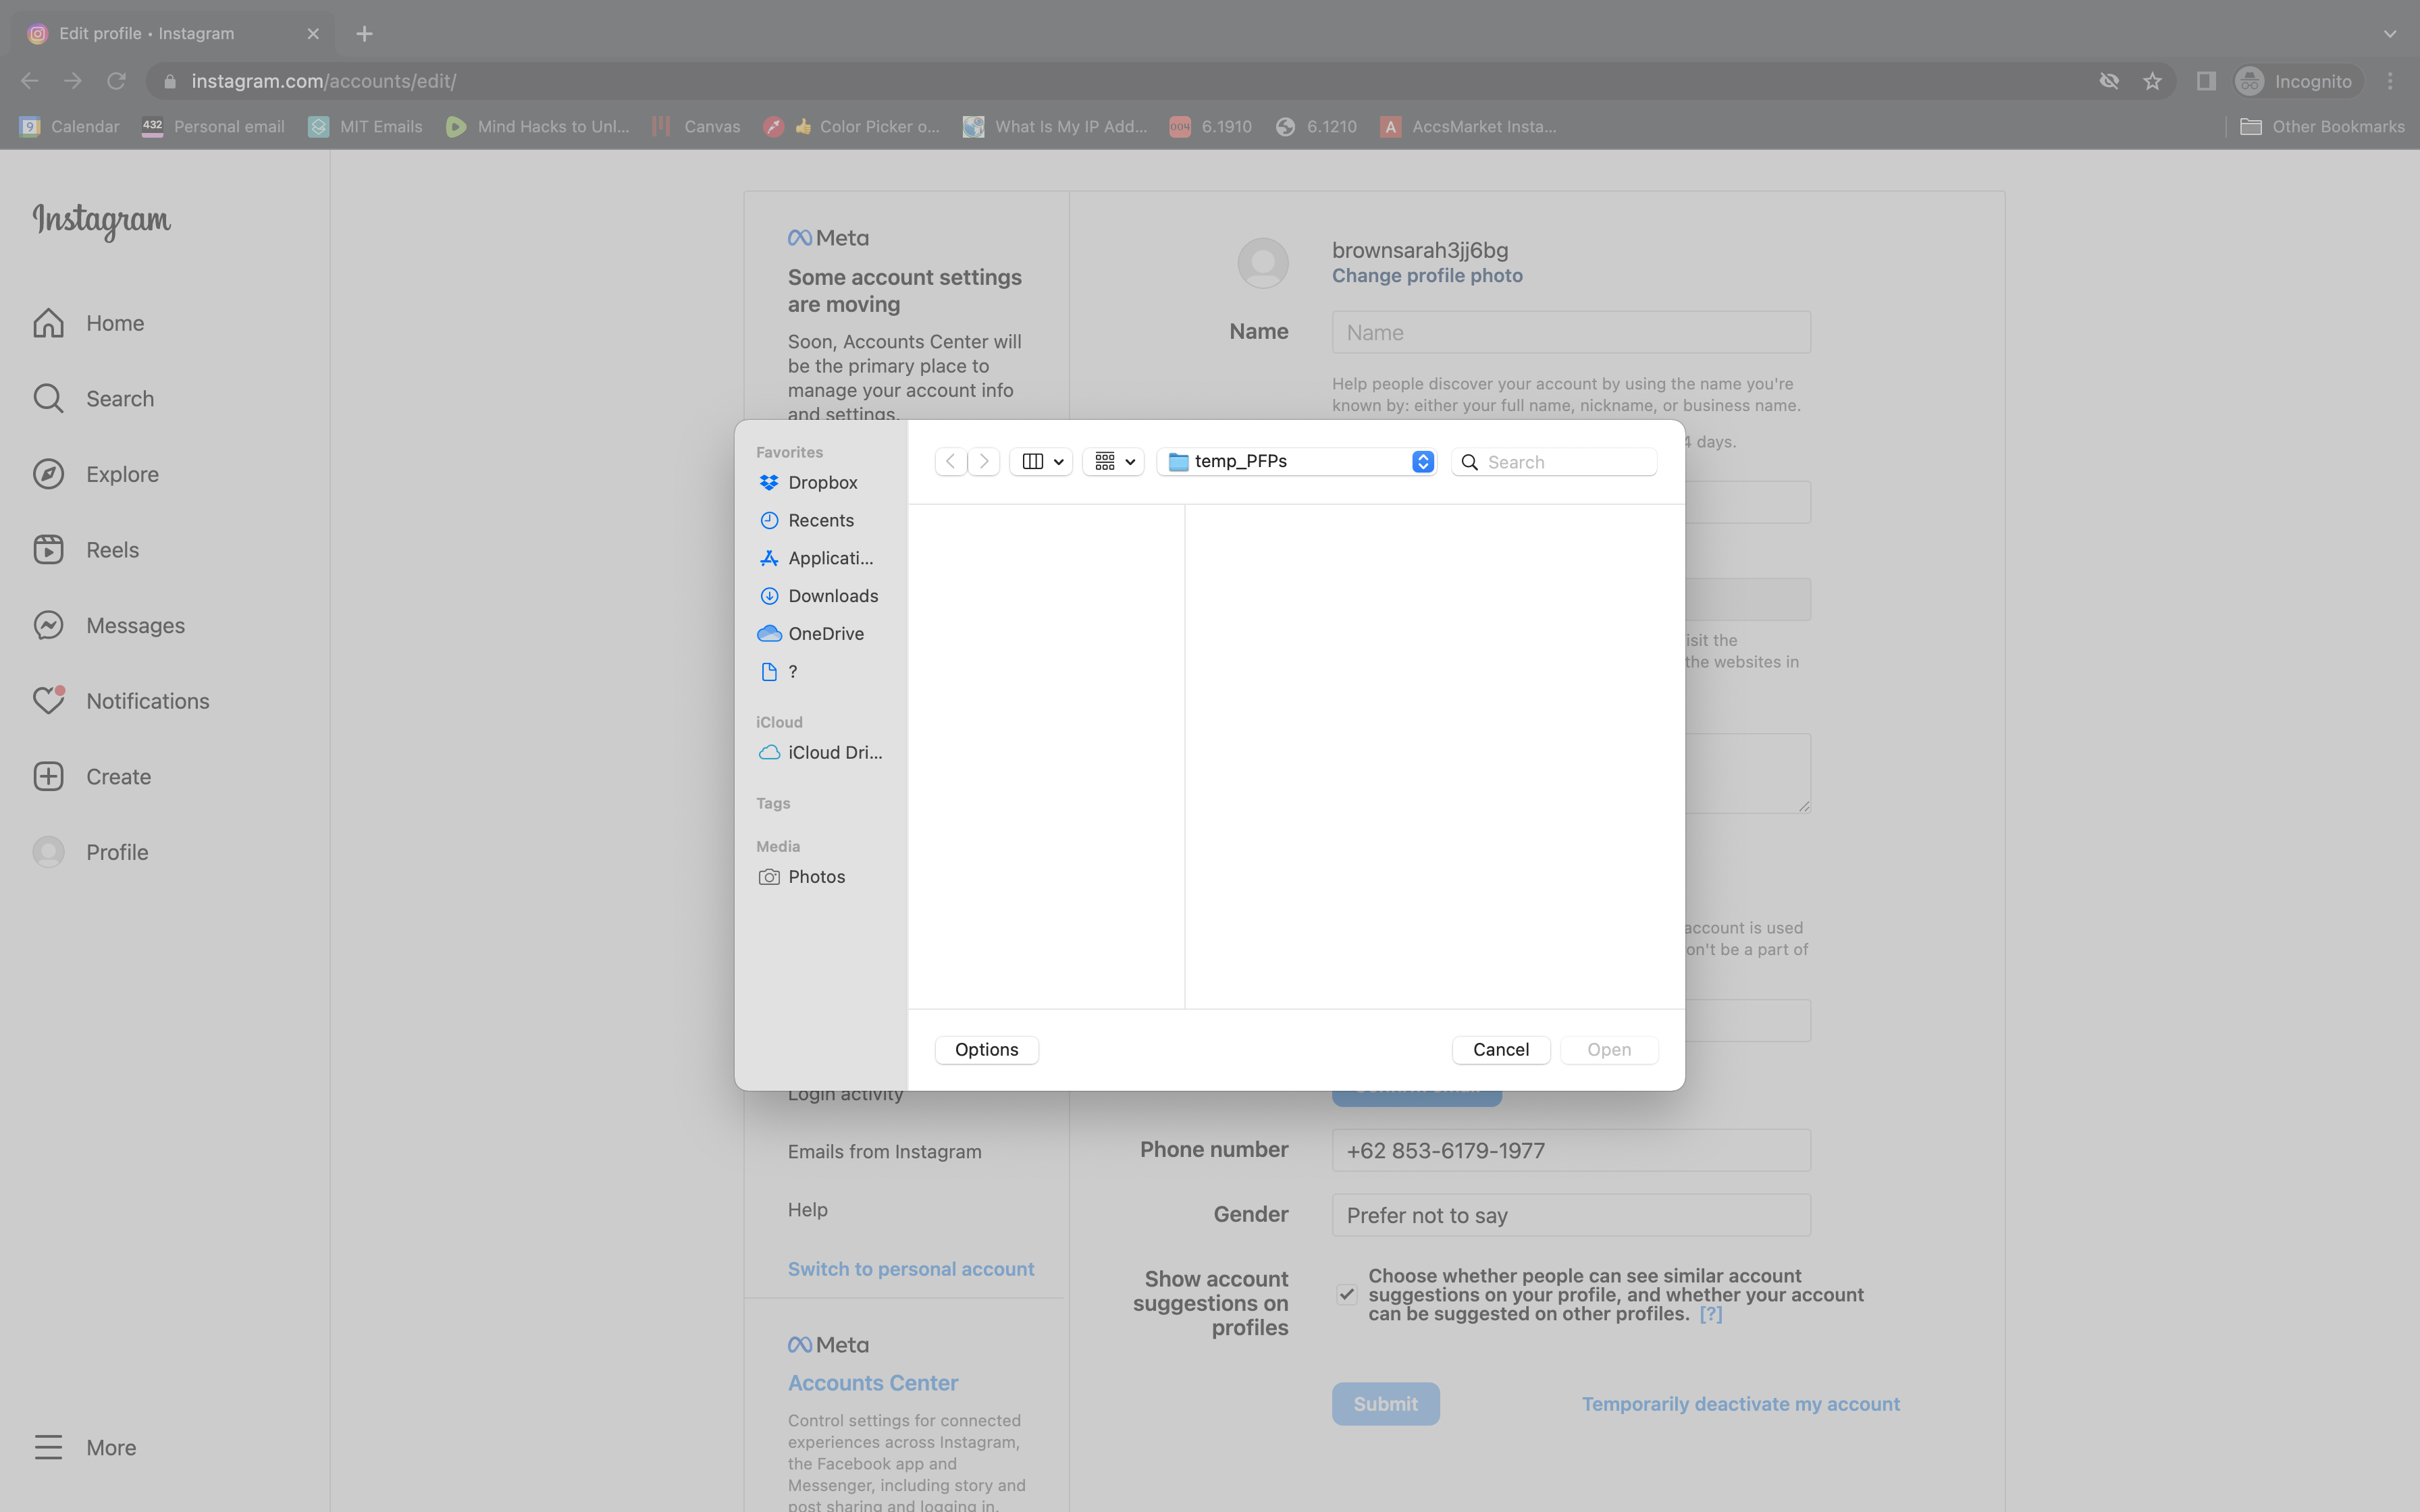 Edit profile • Instagram
instagram.com/accounts/edit/
Incognito
9 Calendar
432 Personal email
MIT Emails
Mind Hacks to Unl...
Canvas
👍 Color Picker o...
What Is My IP Add...
004 6.1910
6.1210
A AccsMarket Insta...
Other Bookmarks
Instagram
Home
Search
Explore
Reels
Messages
Notifications
Create
Profile
More
Meta
Some account settings
are moving
Soon, Accounts Center will
be the primary place to
manage your account info
and settings.
brownsarah3jj6bg
Change profile photo
Name
Name
Help people discover your account by using the name you're
known by: either your full name, nickname, or business name.
4 days.
Favorites
Dropbox
Recents
Applicati...
Downloads
OneDrive
?
iCloud
iCloud Dri...
Tags
Media
Photos
temp_PFPs
Search
Options
Cancel
Open
isit the
the websites in
account is used
on't be a part of
Login activity
Emails from Instagram
Help
Switch to personal account
Meta
Accounts Center
Control settings for connected
experiences across Instagram,
the Facebook app and
Messenger, including story and
post sharing and logging in.
Phone number
+62 853-6179-1977
Gender
Prefer not to say
Show account
suggestions on
profiles
Choose whether people can see similar account
suggestions on your profile, and whether your account
can be suggested on other profiles. [?]
Submit
Temporarily deactivate my account